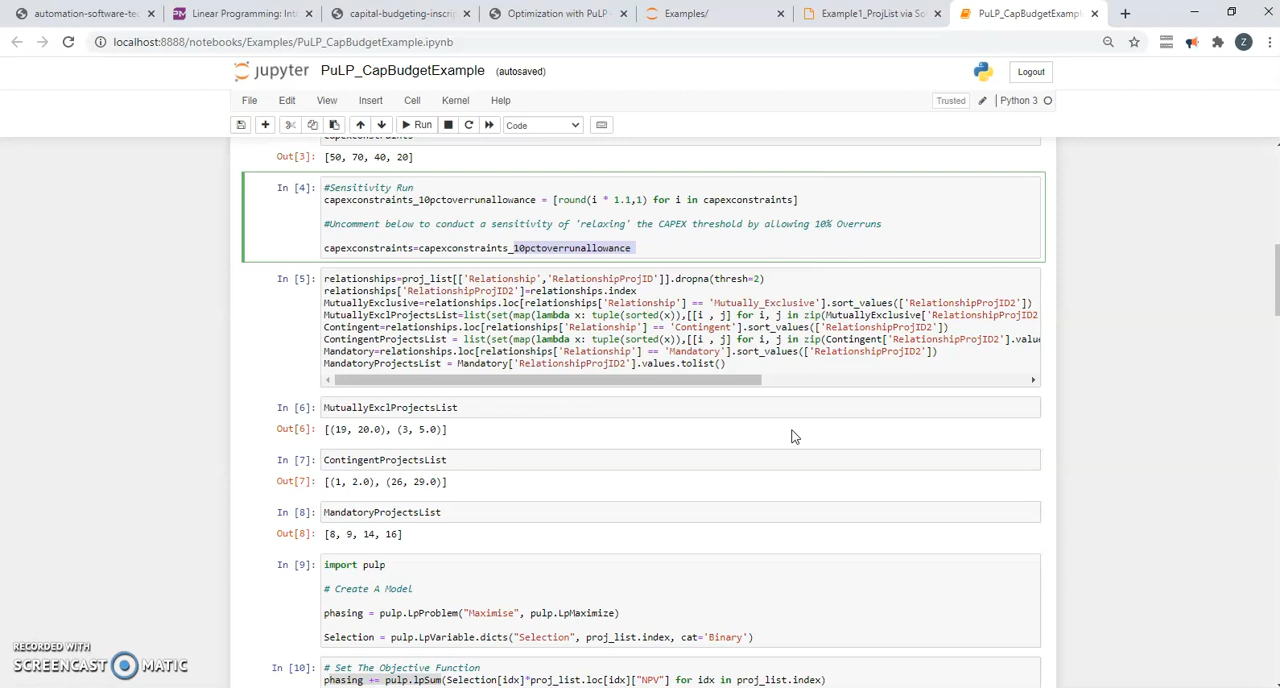 automation-software-te
Linear Programming: Int
capital-budgeting-inscrip
Optimization with PuLP -
Examples/
Example1_ProjList via So
PuLP_CapBudgetExample
localhost:8888/notebooks/Examples/PuLP_CapBudgetExample.ipynb
Z
jupyter PuLP_CapBudgetExample (autosaved)
Logout
File Edit View Insert Cell Kernel Help
Trusted Python 3
Run Code
capexconstraints
Out[3]: [50, 70, 40, 20]
In [4]: #Sensitivity Run
capexconstraints_10pctoverrunallowance = [round(i * 1.1,1) for i in capexconstraints]
#Uncomment below to conduct a sensitivity of 'relaxing' the CAPEX threshold by allowing 10% Overruns
capexconstraints=capexconstraints_10pctoverrunallowance
In [5]: relationships=proj_list[['Relationship','RelationshipProjID']].dropna(thresh=2)
relationships['RelationshipProjID2']=relationships.index
MutuallyExclusive=relationships.loc[relationships['Relationship'] == 'Mutually_Exclusive'].sort_values(['RelationshipProjID2'])
MutuallyExclProjectsList=list(set(map(lambda x: tuple(sorted(x)),[[i , j] for i, j in zip(MutuallyExclusive['RelationshipProjID2
Contingent=relationships.loc[relationships['Relationship'] == 'Contingent'].sort_values(['RelationshipProjID2'])
ContingentProjectsList = list(set(map(lambda x: tuple(sorted(x)),[[i , j] for i, j in zip(Contingent['RelationshipProjID2'].value
Mandatory=relationships.loc[relationships['Relationship'] == 'Mandatory'].sort_values(['RelationshipProjID2'])
MandatoryProjectsList = Mandatory['RelationshipProjID2'].values.tolist()
In [6]: MutuallyExclProjectsList
Out[6]: [(19, 20.0), (3, 5.0)]
In [7]: ContingentProjectsList
Out[7]: [(1, 2.0), (26, 29.0)]
In [8]: MandatoryProjectsList
Out[8]: [8, 9, 14, 16]
In [9]: import pulp
# Create A Model
phasing = pulp.LpProblem("Maximise", pulp.LpMaximize)
Selection = pulp.LpVariable.dicts("Selection", proj_list.index, cat='Binary')
In [10]: # Set The Objective Function
phasing += pulp.lpSum(Selection[idx]*proj_list.loc[idx]["NPV"] for idx in proj_list.index)
RECORDED WITH
SCREENCAST MATIC